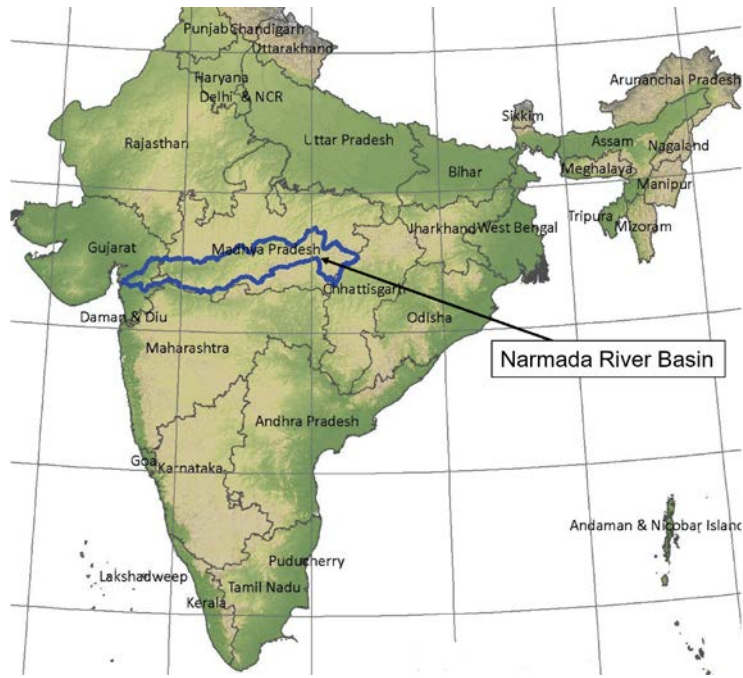 Punjab
Chandigarh
Uttarakhand
Haryana
Delhi & NCR
Arunanchal Pradesh
Sikkim
Rajasthan
Uttar Pradesh
Assam
Nagaland
Bihar
Meghalaya
Manipur
Jharkhand
West Bengal
Tripura
Mizoram
Gujarat
Madhya Pradesh
Chhattisgarh
Daman & Diu
Odisha
Maharashtra
Narmada River Basin
Andhra Pradesh
Goa
Karnataka
Andaman & Nicobar Island
Puducherry
Lakshadweep
Tamil Nadu
Kerala